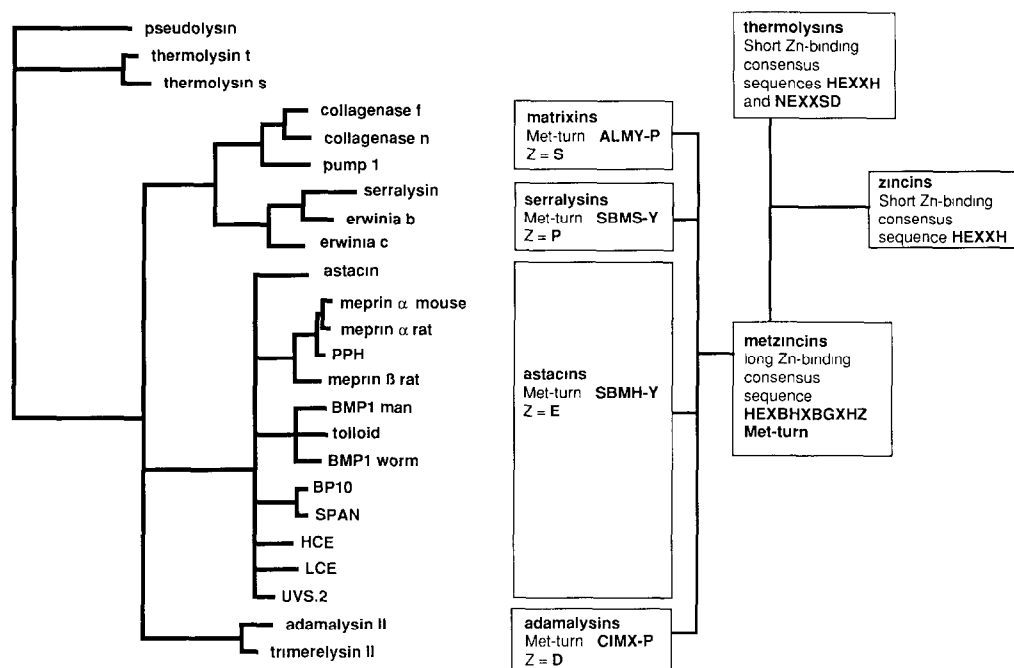 pseudolysin
thermolysin t
thermolysin s
collagenase f
collagenase n
pump 1
serralysin
erwinia b
erwinia c
astacin
meprin α mouse
meprin α rat
PPH
meprin ß rat
BMP1 man
tolloid
BMP1 worm
BP10
SPAN
HCE
LCE
UVS.2
adamalysin II
trimerelysin II
matrixins
Met-turn ALMY-P
Z = S
serralysins
Met-turn SBMS-Y
Z = P
astacins
Met-turn SBMH-Y
Z = E
adamalysins
Met-turn CIMX-P
Z = D
thermolysins
Short Zn-binding
consensus
sequences HEXXH
and NEXXSD
zincins
Short Zn-binding
consensus
sequence HEXXH
metzincins
long Zn-binding
consensus
sequence
HEXBHXBGXHZ
Met-turn